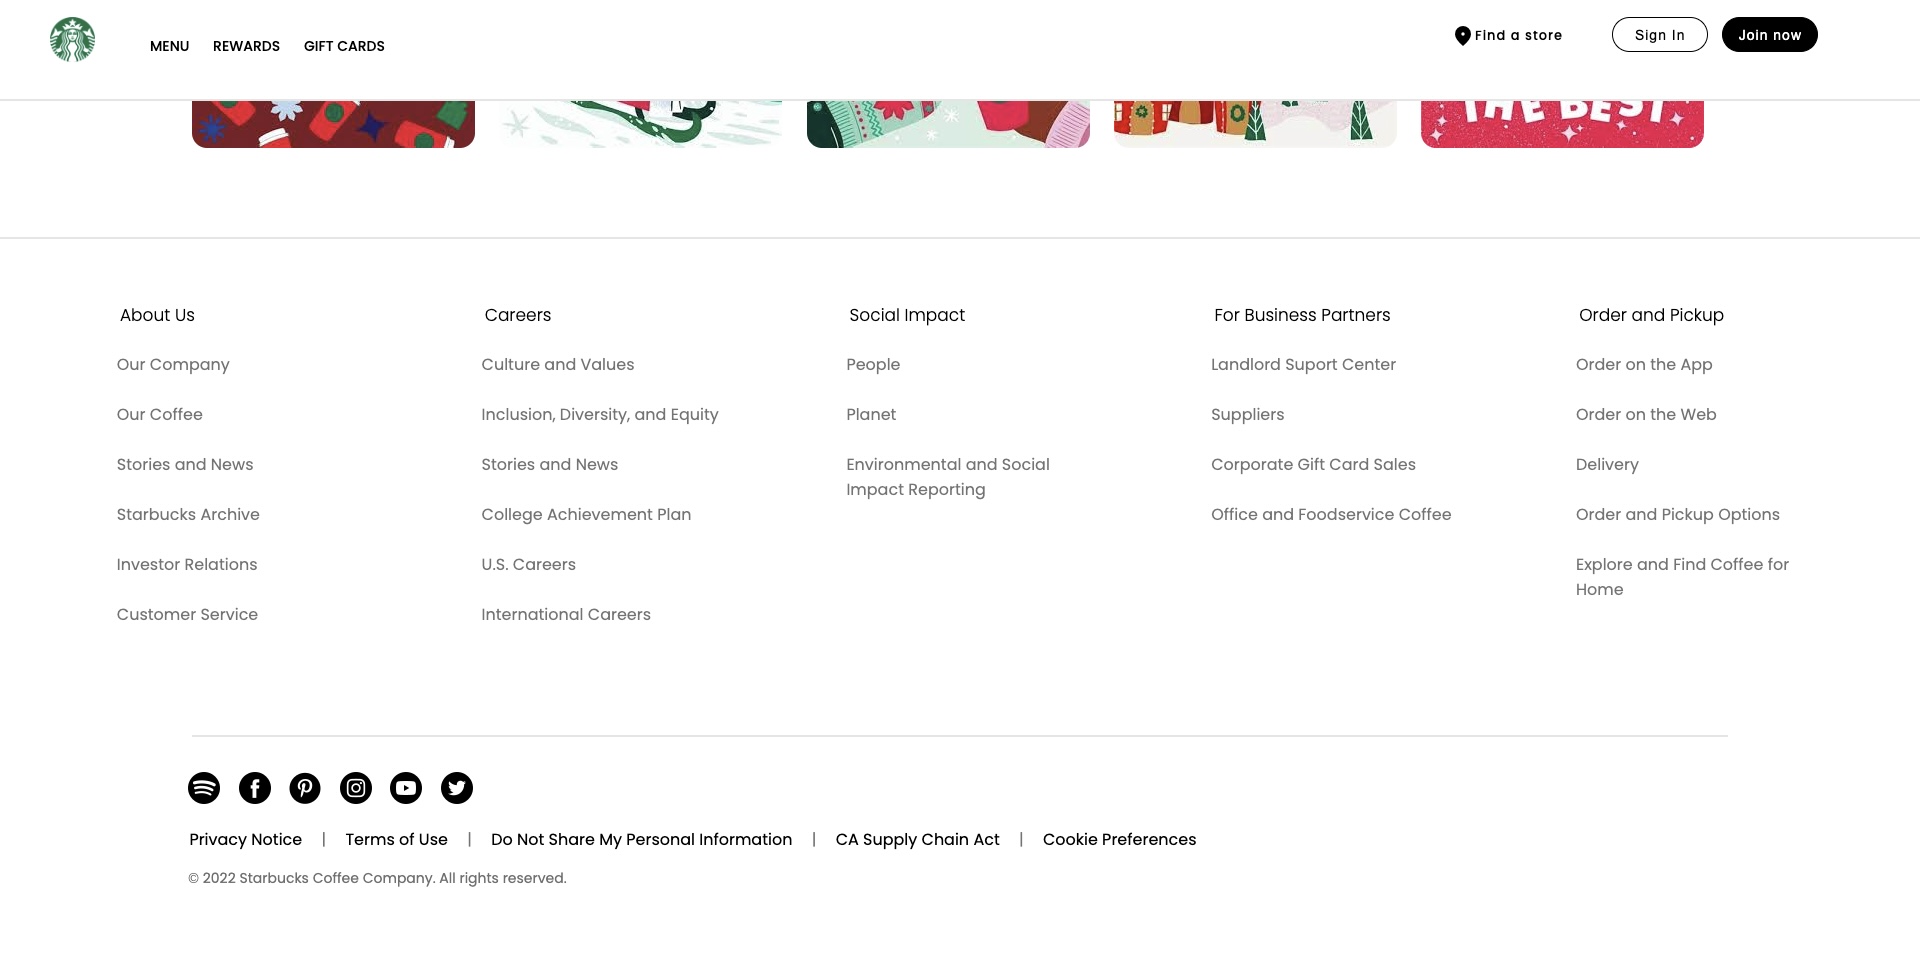 MENU REWARDS GIFT CARDS
Find a store
Sign In
Join now
THE BEST
About Us
Our Company
Our Coffee
Stories and News
Starbucks Archive
Investor Relations
Customer Service
Careers
Culture and Values
Inclusion, Diversity, and Equity
Stories and News
College Achievement Plan
U.S. Careers
International Careers
Social Impact
People
Planet
Environmental and Social
Impact Reporting
For Business Partners
Landlord Suport Center
Suppliers
Corporate Gift Card Sales
Office and Foodservice Coffee
Order and Pickup
Order on the App
Order on the Web
Delivery
Order and Pickup Options
Explore and Find Coffee for
Home
Privacy Notice | Terms of Use | Do Not Share My Personal Information | CA Supply Chain Act | Cookie Preferences
© 2022 Starbucks Coffee Company. All rights reserved.